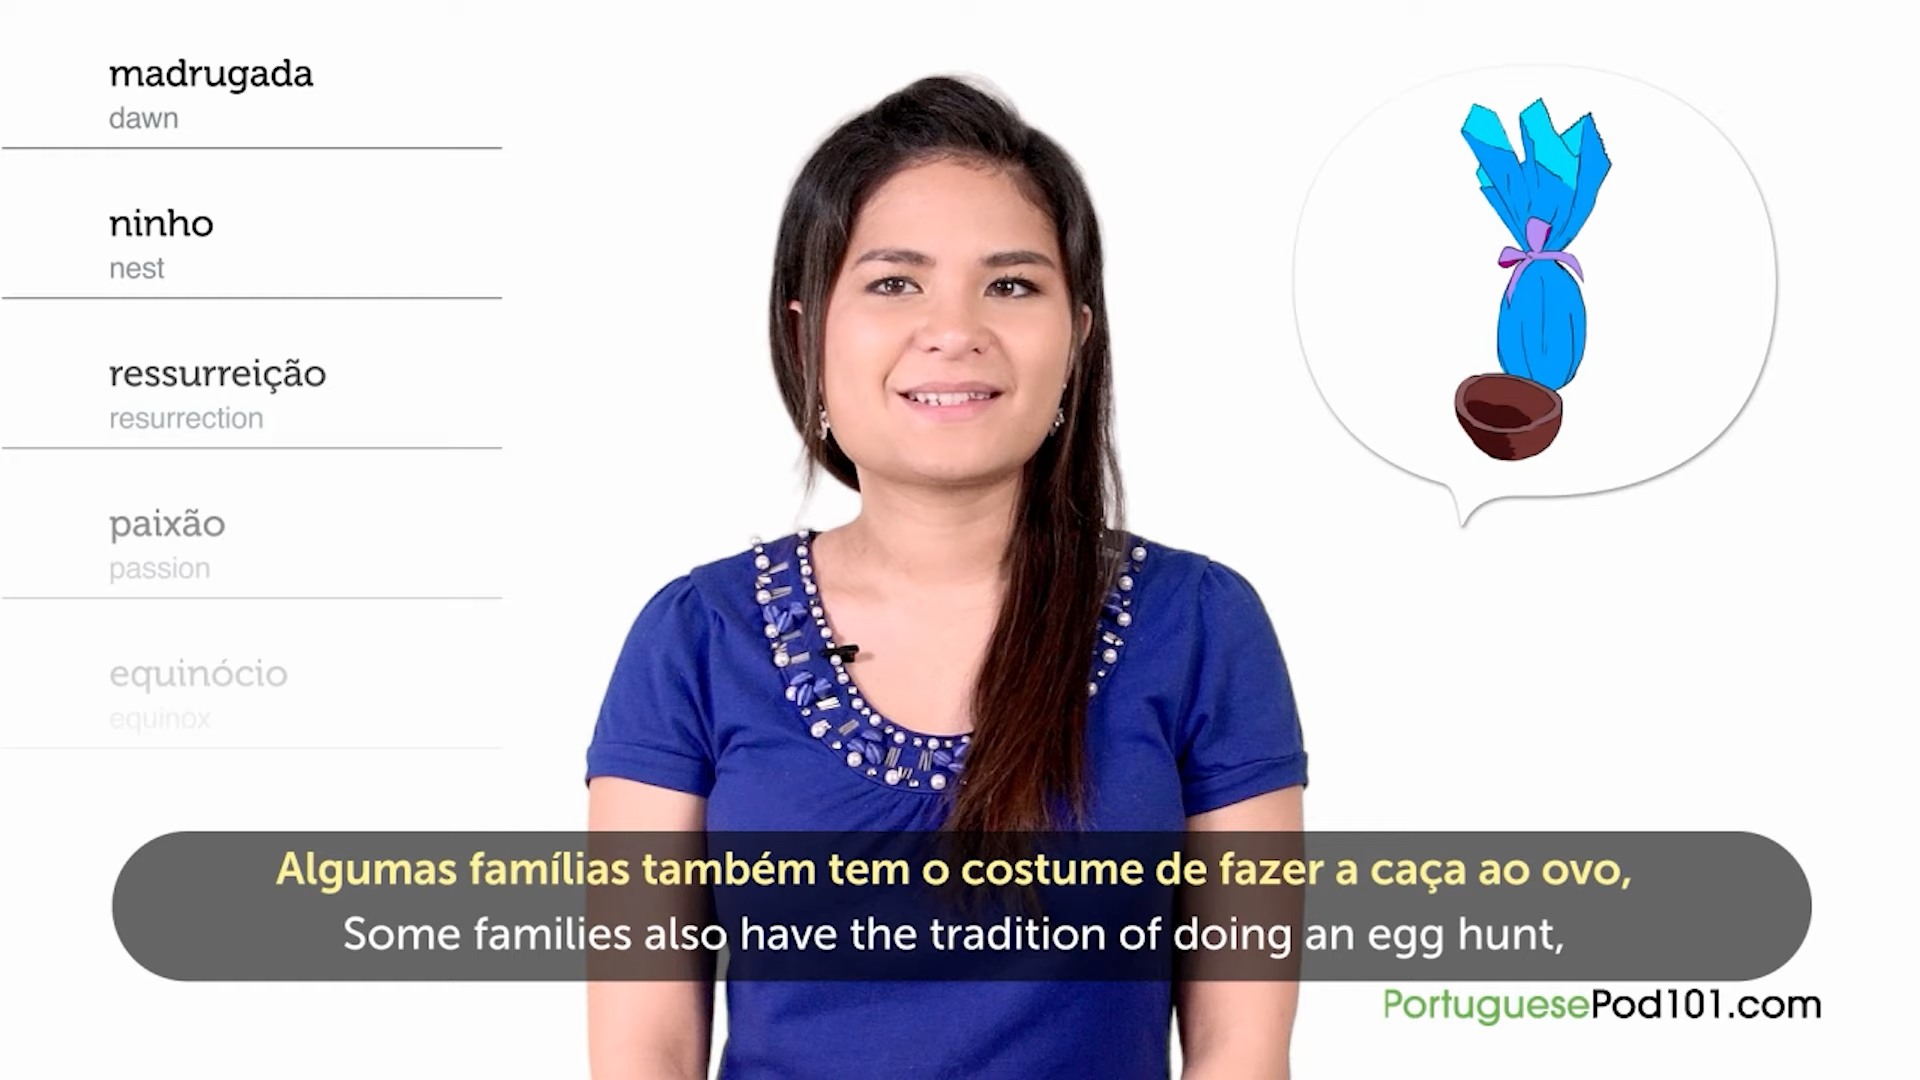 madrugada
dawn
ninho
nest
ressurreição
resurrection
paixão
passion
equinócio
equinox
Algumas famílias também tem o costume de fazer a caça ao ovo,
Some families also have the tradition of doing an egg hunt,
PortuguesePod101.com